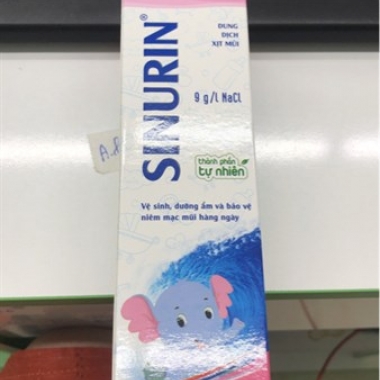 SINURIN®
DUNG
DỊCH
XỊT MŨI
9 g/l NaCl
thành phần
tự nhiên
Vệ sinh, dưỡng ẩm và bảo vệ
niêm mạc mũi hàng ngày